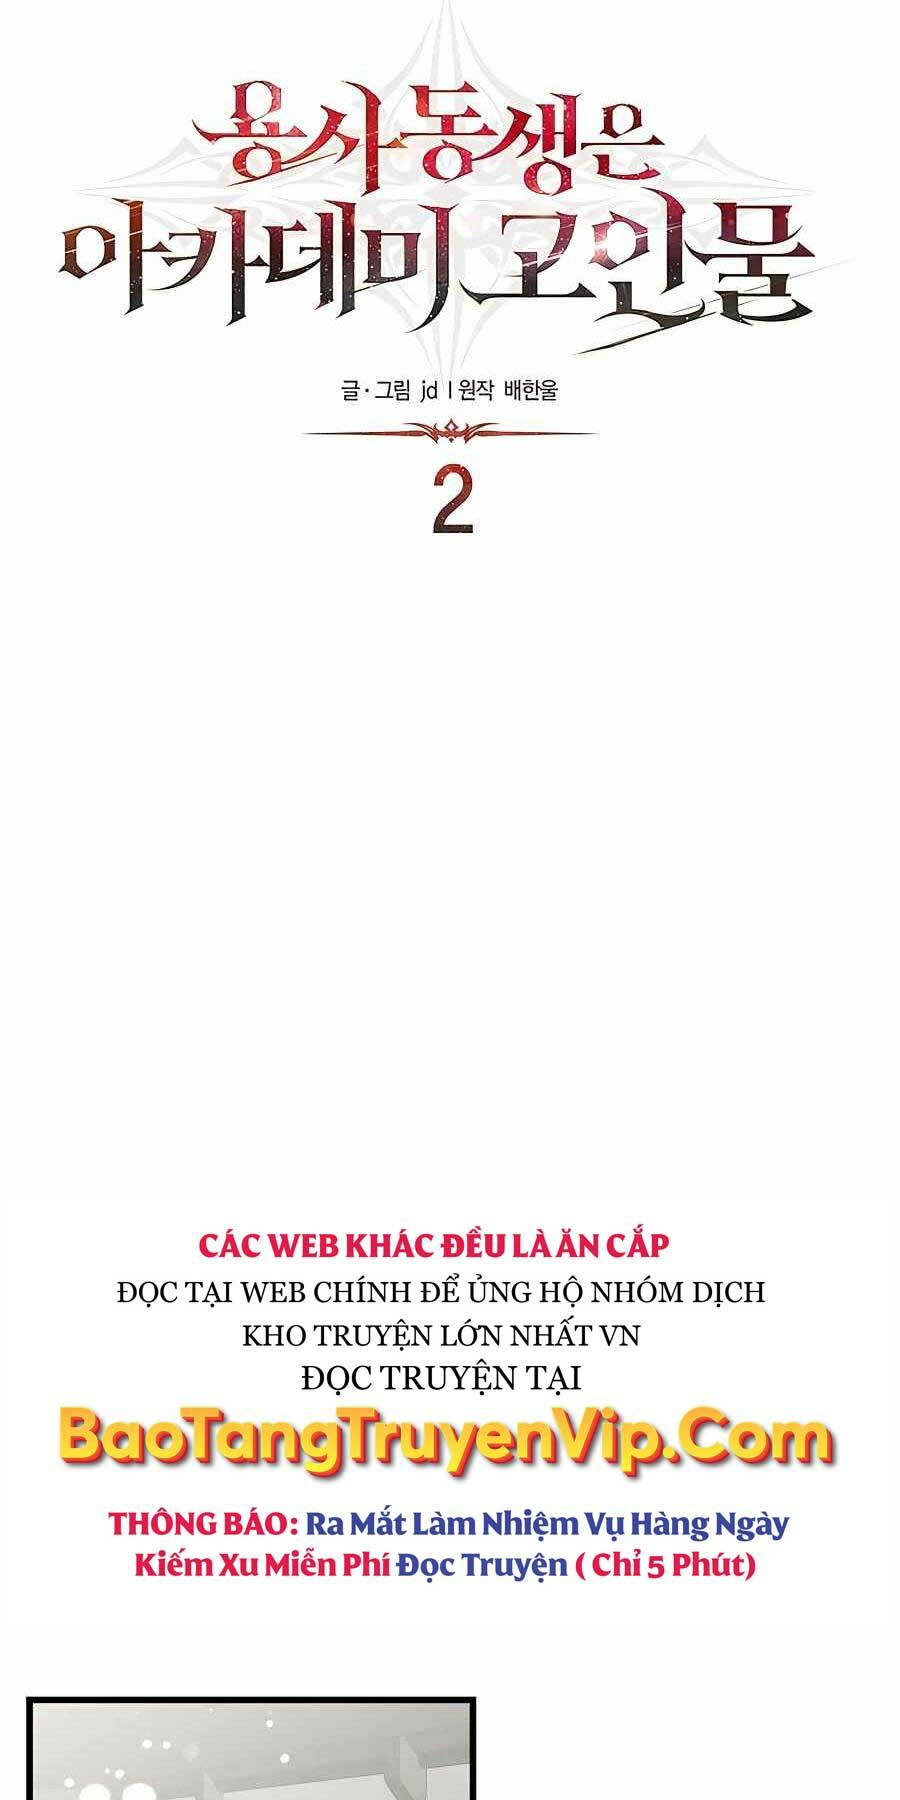 용사 동생은
아카데미 고인물
글·그림 jd | 원작 배한울
2
CÁC WEB KHÁC ĐỀU LÀ ĂN CẮP
ĐỌC TẠI WEB CHÍNH ĐỂ ỦNG HỘ NHÓM DỊCH
KHO TRUYỆN LỚN NHẤT VN
ĐỌC TRUYỆN TẠI
BaoTangTruyenVip.Com
THÔNG BÁO: Ra Mắt Làm Nhiệm Vụ Hàng Ngày
Kiếm Xu Miễn Phí Đọc Truyện ( Chỉ 5 Phút)